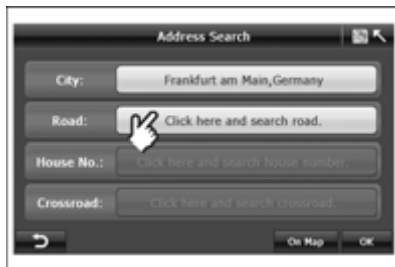 Address Search
City: Frankfurt am Main,Germany
Road: Click here and search road.
House No.: Click here and search house number.
Crossroad: Click here and search crossroad.
On Map OK